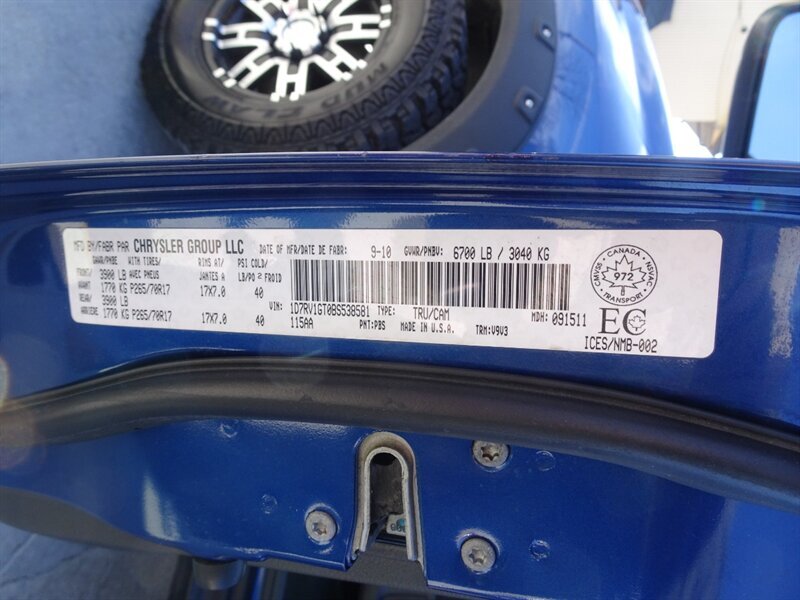 MUD CLAW
MFD BY/FABR PAR CHRYSLER GROUP LLC DATE OF MFR/DATE DE FABR: 9-10 GVWR/PNBV: 6700 LB / 3040 KG
GAWR/PNBE WITH TIRES/ RIMS AT/ PSI COLD/
FRONT/ 3900 LB AVEC PNEUS JANTES A LB/PO 2 FROID
AVANT 1770 KG P265/70R17 17X7.0 40
REAR/ 3900 LB
ARRIERE 1770 KG P265/70R17 17X7.0 40
VIN: 1D7RV1GT0BS538581 TYPE: TRU/CAM MDH: 091511
115AA PNT: PBS MADE IN U.S.A. TRM: V9V3
CANADA
CMVSS 972 NSVAC
TRANSPORT
EC
ICES/NMB-002